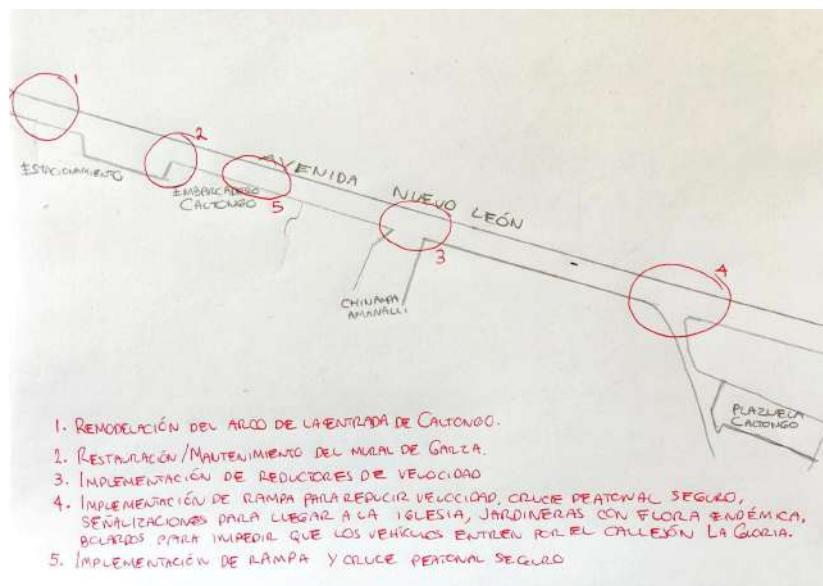 1
2
ESTACIONAMIENTO
EMBARCADERO
CALTONGO
5
AVENIDA NUEVO LEÓN
3
4
CHINAMPA
AMANALLI
PLAZUELA
CALTONGO
1. REMODELACIÓN DEL ARCO DE LA ENTRADA DE CALTONGO.
2. RESTAURACIÓN/MANTENIMIENTO DEL MURAL DE GARZA.
3. IMPLEMENTACIÓN DE REDUCTORES DE VELOCIDAD
4. IMPLEMENTACIÓN DE RAMPA PARA REDUCIR VELOCIDAD, CRUCE PEATONAL SEGURO,
SEÑALIZACIONES PARA LLEGAR A LA IGLESIA, JARDINERAS CON FLORA ENDÉMICA,
BOLARDOS PARA IMPEDIR QUE LOS VEHÍCULOS ENTREN POR EL CALLEJÓN LA GLORIA.
5. IMPLEMENTACIÓN DE RAMPA Y CRUCE PEATONAL SEGURO